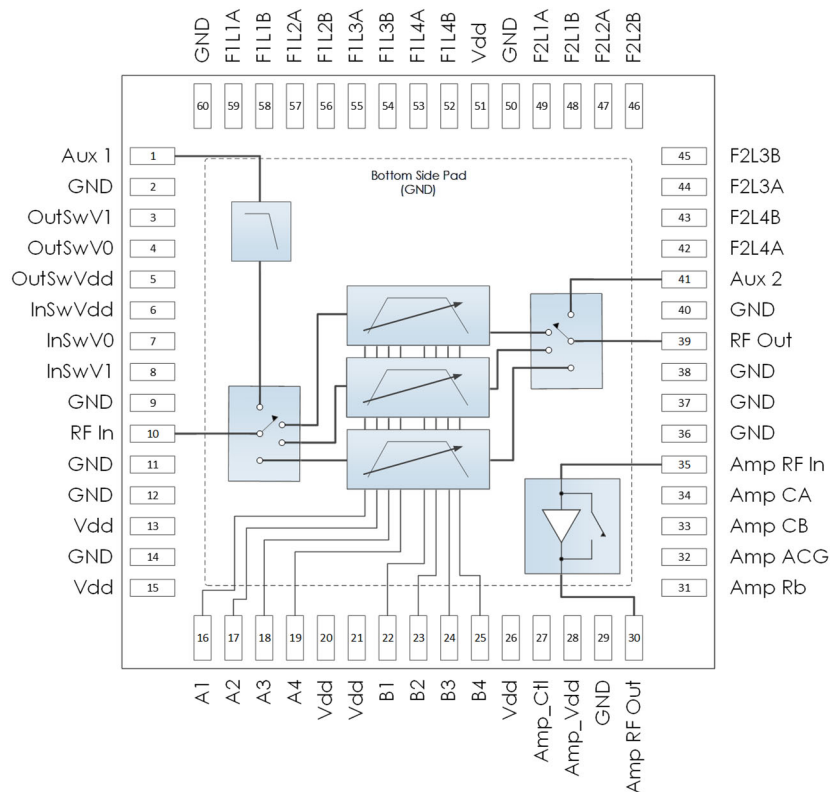 GND
F1L1A
F1L1B
F1L2A
F1L2B
F1L3A
F1L3B
F1L4A
F1L4B
Vdd
GND
F2L1A
F2L1B
F2L2A
F2L2B
60
59
58
57
56
55
54
53
52
51
50
49
48
47
46
Aux 1
1
GND
2
OutSwV1
3
OutSwV0
4
OutSwVdd
5
InSwVdd
6
InSwV0
7
InSwV1
8
GND
9
RF In
10
GND
11
GND
12
Vdd
13
GND
14
Vdd
15
Bottom Side Pad
(GND)
45
F2L3B
44
F2L3A
43
F2L4B
42
F2L4A
41
Aux 2
40
GND
39
RF Out
38
GND
37
GND
36
GND
35
Amp RF In
34
Amp CA
33
Amp CB
32
Amp ACG
31
Amp Rb
16
17
18
19
20
21
22
23
24
25
26
27
28
29
30
A1
A2
A3
A4
Vdd
Vdd
B1
B2
B3
B4
Vdd
Amp_Ctl
Amp_Vdd
GND
Amp RF Out